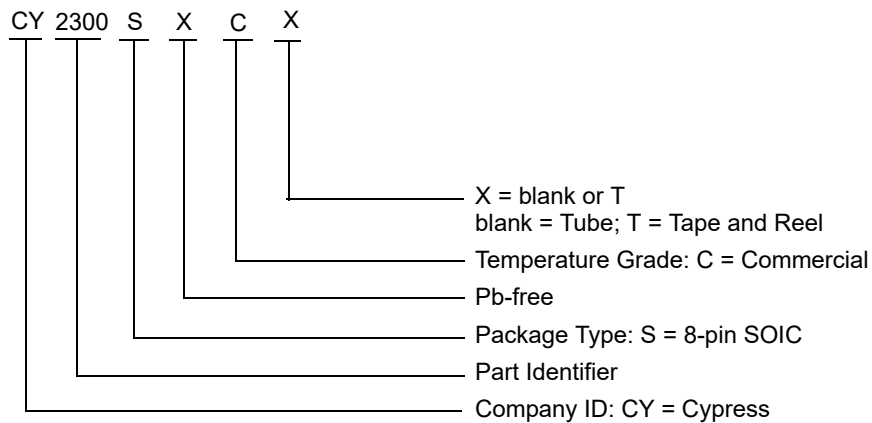 CY 2300 S X C X
X = blank or T
blank = Tube; T = Tape and Reel
Temperature Grade: C = Commercial
Pb-free
Package Type: S = 8-pin SOIC
Part Identifier
Company ID: CY = Cypress